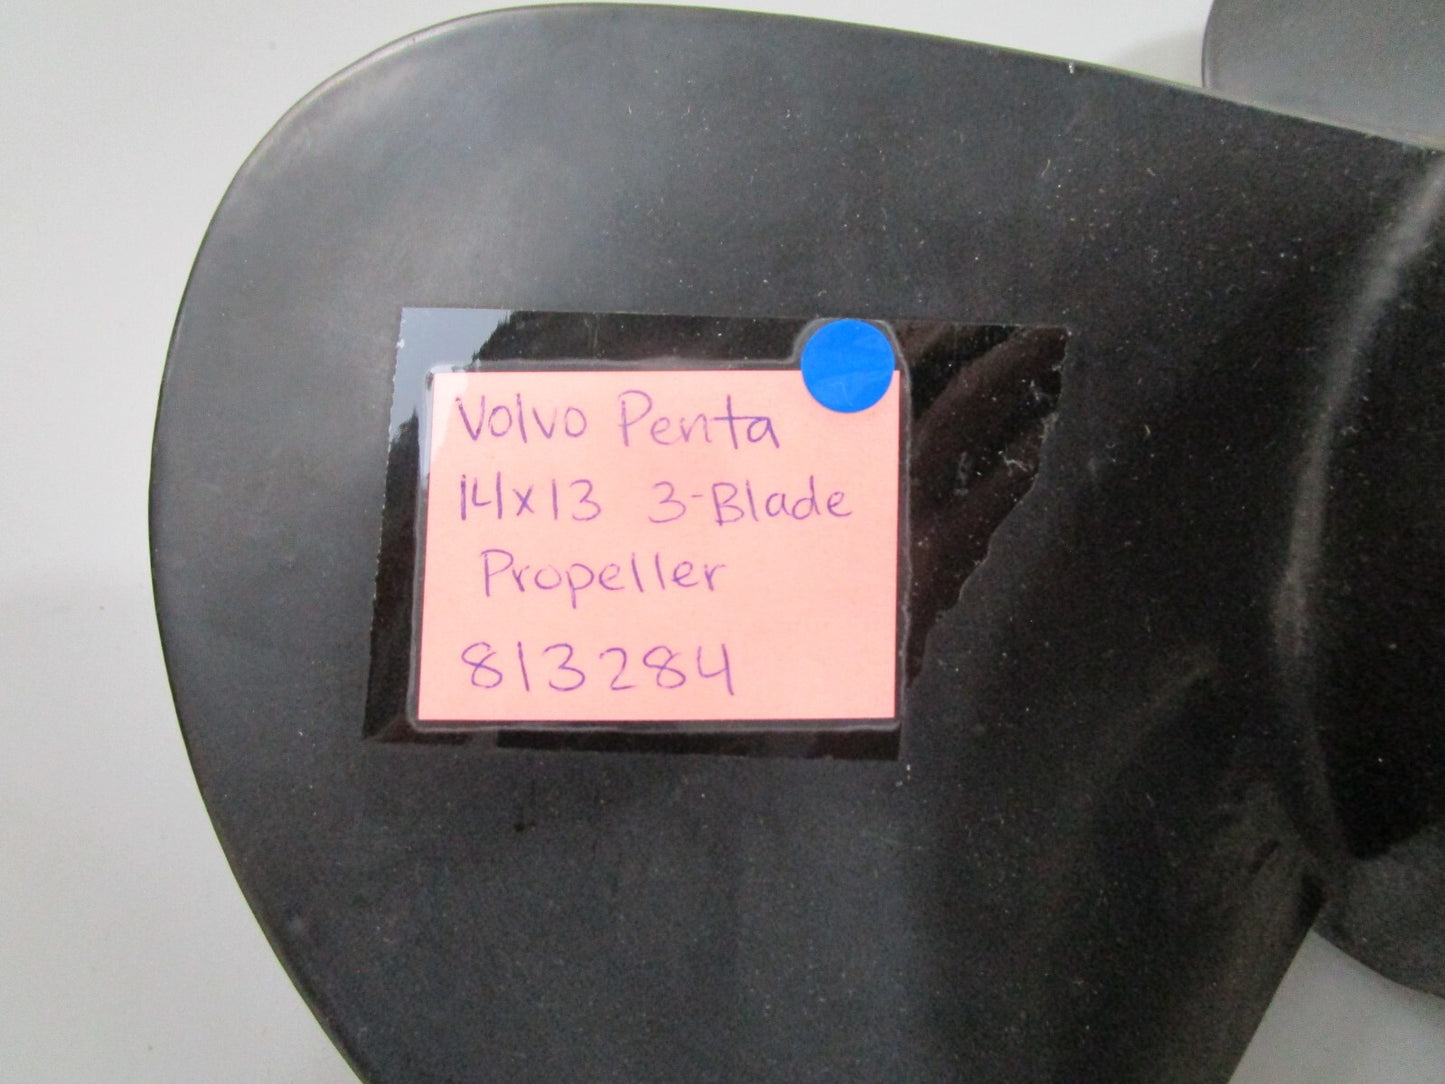 Volvo Penta
14x13 3-Blade
Propeller
813284